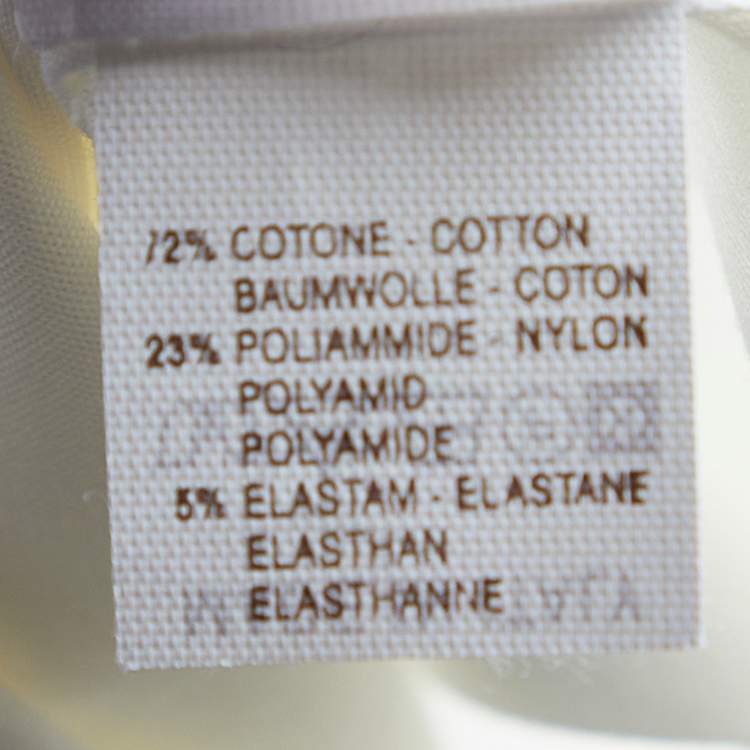 72% COTONE - COTTON
BAUMWOLLE - COTON
23% POLIAMMIDE - NYLON
POLYAMID
POLYAMIDE
5% ELASTAM - ELASTANE
ELASTHAN
ELASTHANNE